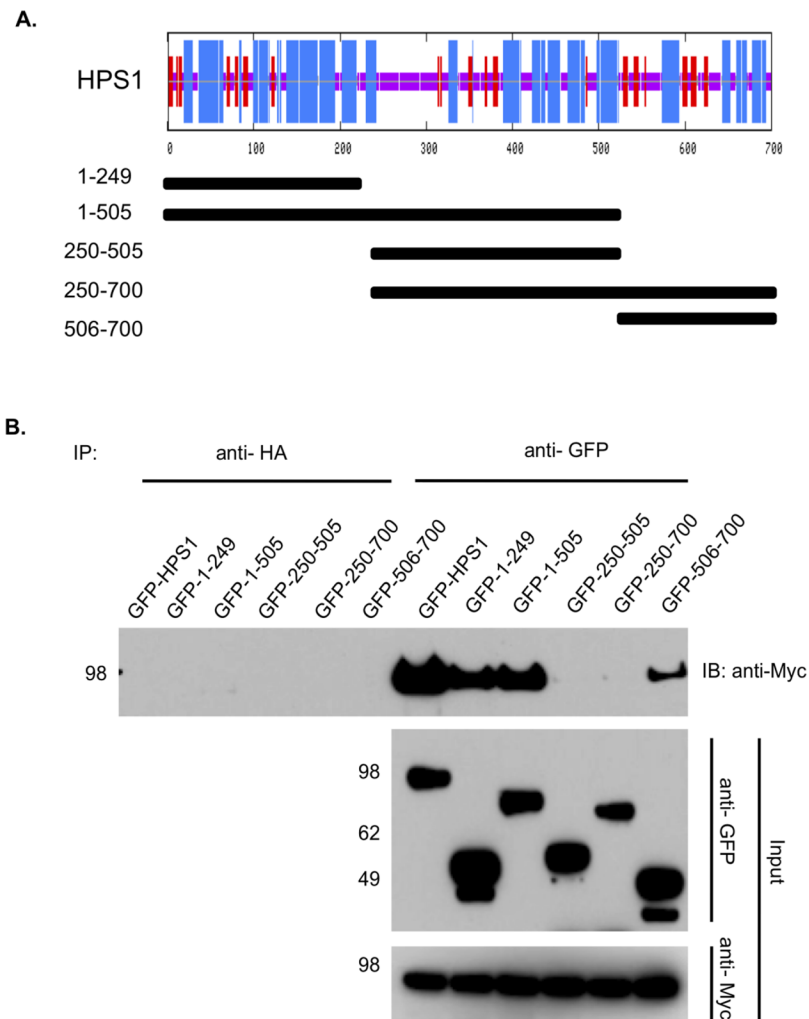 A.
HPS1
0 100 200 300 400 500 600 700
1-249
1-505
250-505
250-700
506-700
B.
IP: anti- HA anti- GFP
GFP-HPS1 GFP-1-249 GFP-1-505 GFP-250-505 GFP-250-700 GFP-506-700 GFP-HPS1 GFP-1-249 GFP-1-505 GFP-250-505 GFP-250-700 GFP-506-700
98 IB: anti-Myc
98
62
49
anti- GFP
Input
98
anti- Myc